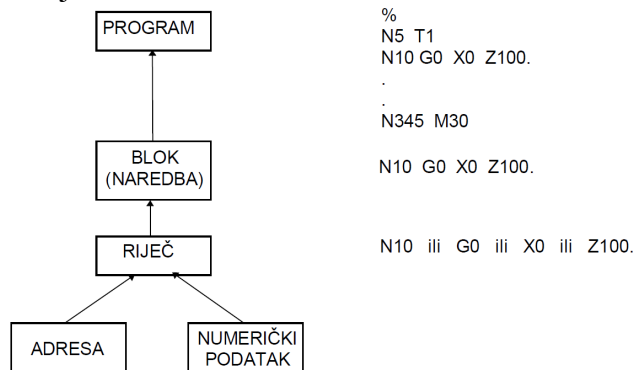 PROGRAM
%
N5 T1
N10 G0 X0 Z100.
.
.
N345 M30
BLOK
(NAREDBA)
N10 G0 X0 Z100.
RIJEČ
N10 ili G0 ili X0 ili Z100.
ADRESA
NUMERIČKI
PODATAK